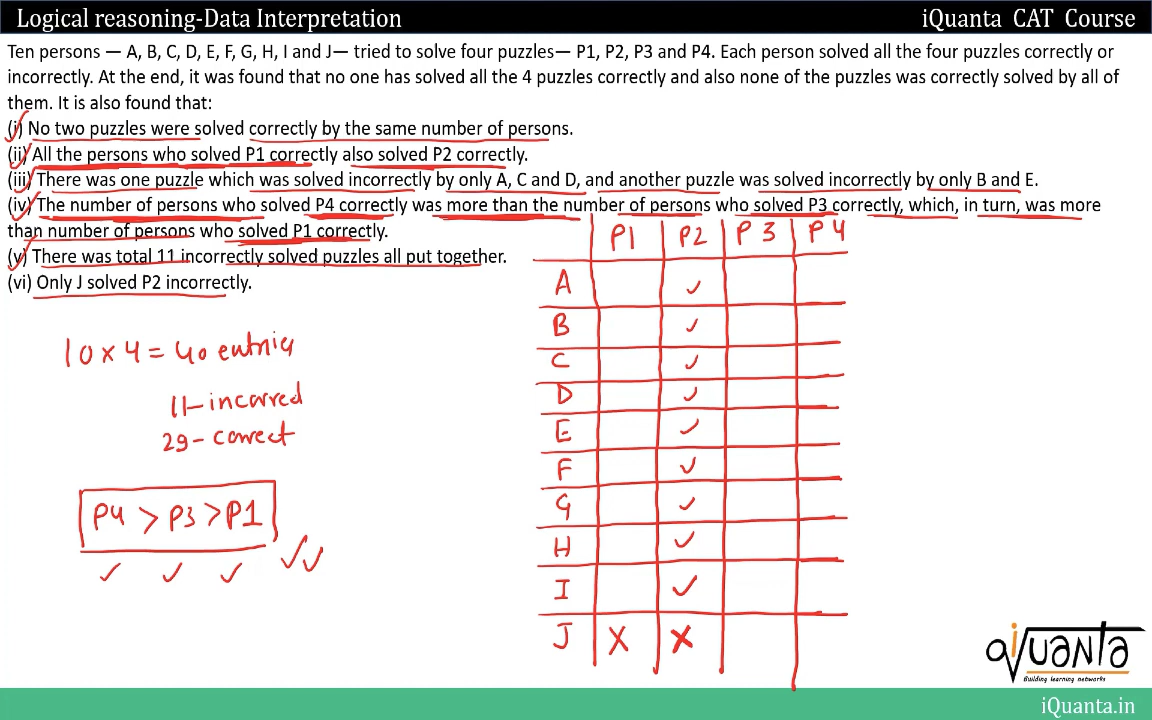 Logical reasoning-Data Interpretation
iQuanta CAT Course
Ten persons — A, B, C, D, E, F, G, H, I and J— tried to solve four puzzles— P1, P2, P3 and P4. Each person solved all the four puzzles correctly or
incorrectly. At the end, it was found that no one has solved all the 4 puzzles correctly and also none of the puzzles was correctly solved by all of
them. It is also found that:
(i) No two puzzles were solved correctly by the same number of persons.
(ii) All the persons who solved P1 correctly also solved P2 correctly.
(iii) There was one puzzle which was solved incorrectly by only A, C and D, and another puzzle was solved incorrectly by only B and E.
(iv) The number of persons who solved P4 correctly was more than the number of persons who solved P3 correctly, which, in turn, was more
than number of persons who solved P1 correctly.
(v) There was total 11 incorrectly solved puzzles all put together.
(vi) Only J solved P2 incorrectly.
10 x 4 = 40 entries
11- incorred
29- correct
P4 > P3 > P1
✓ ✓ ✓ ✓✓
P1 P2 P3 P4
A ✓
B ✓
C ✓
D ✓
E ✓
F ✓
G ✓
H ✓
I ✓
J X X
iQuanta
Building learning networks
iQuanta.in